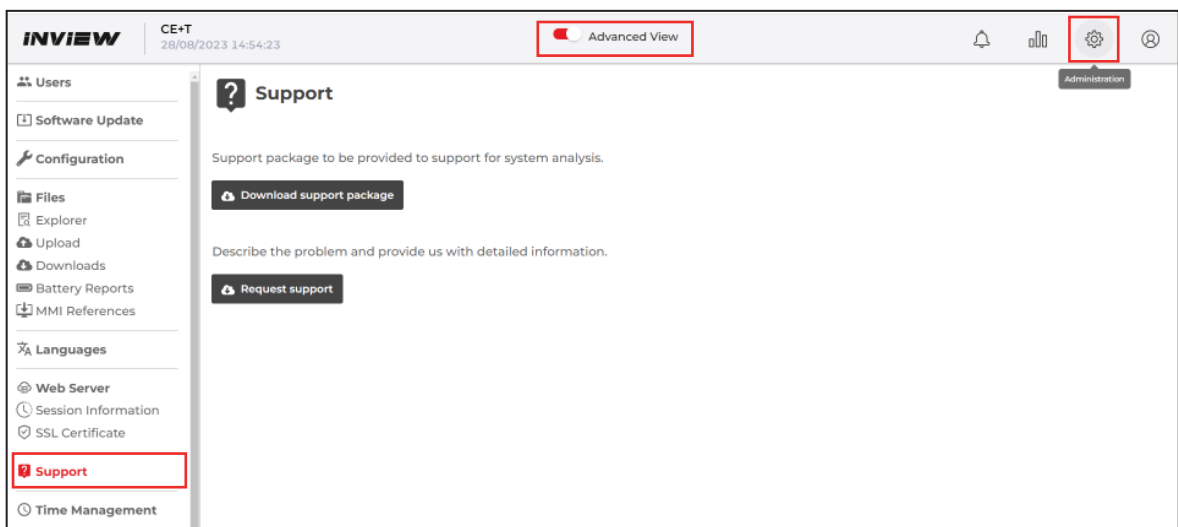 iNViEW
CE+T
28/08/2023 14:54:23
Advanced View
Administration
Users
Software Update
Configuration
Files
Explorer
Upload
Downloads
Battery Reports
MMI References
Languages
Web Server
Session Information
SSL Certificate
Support
Time Management
Support
Support package to be provided to support for system analysis.
Download support package
Describe the problem and provide us with detailed information.
Request support